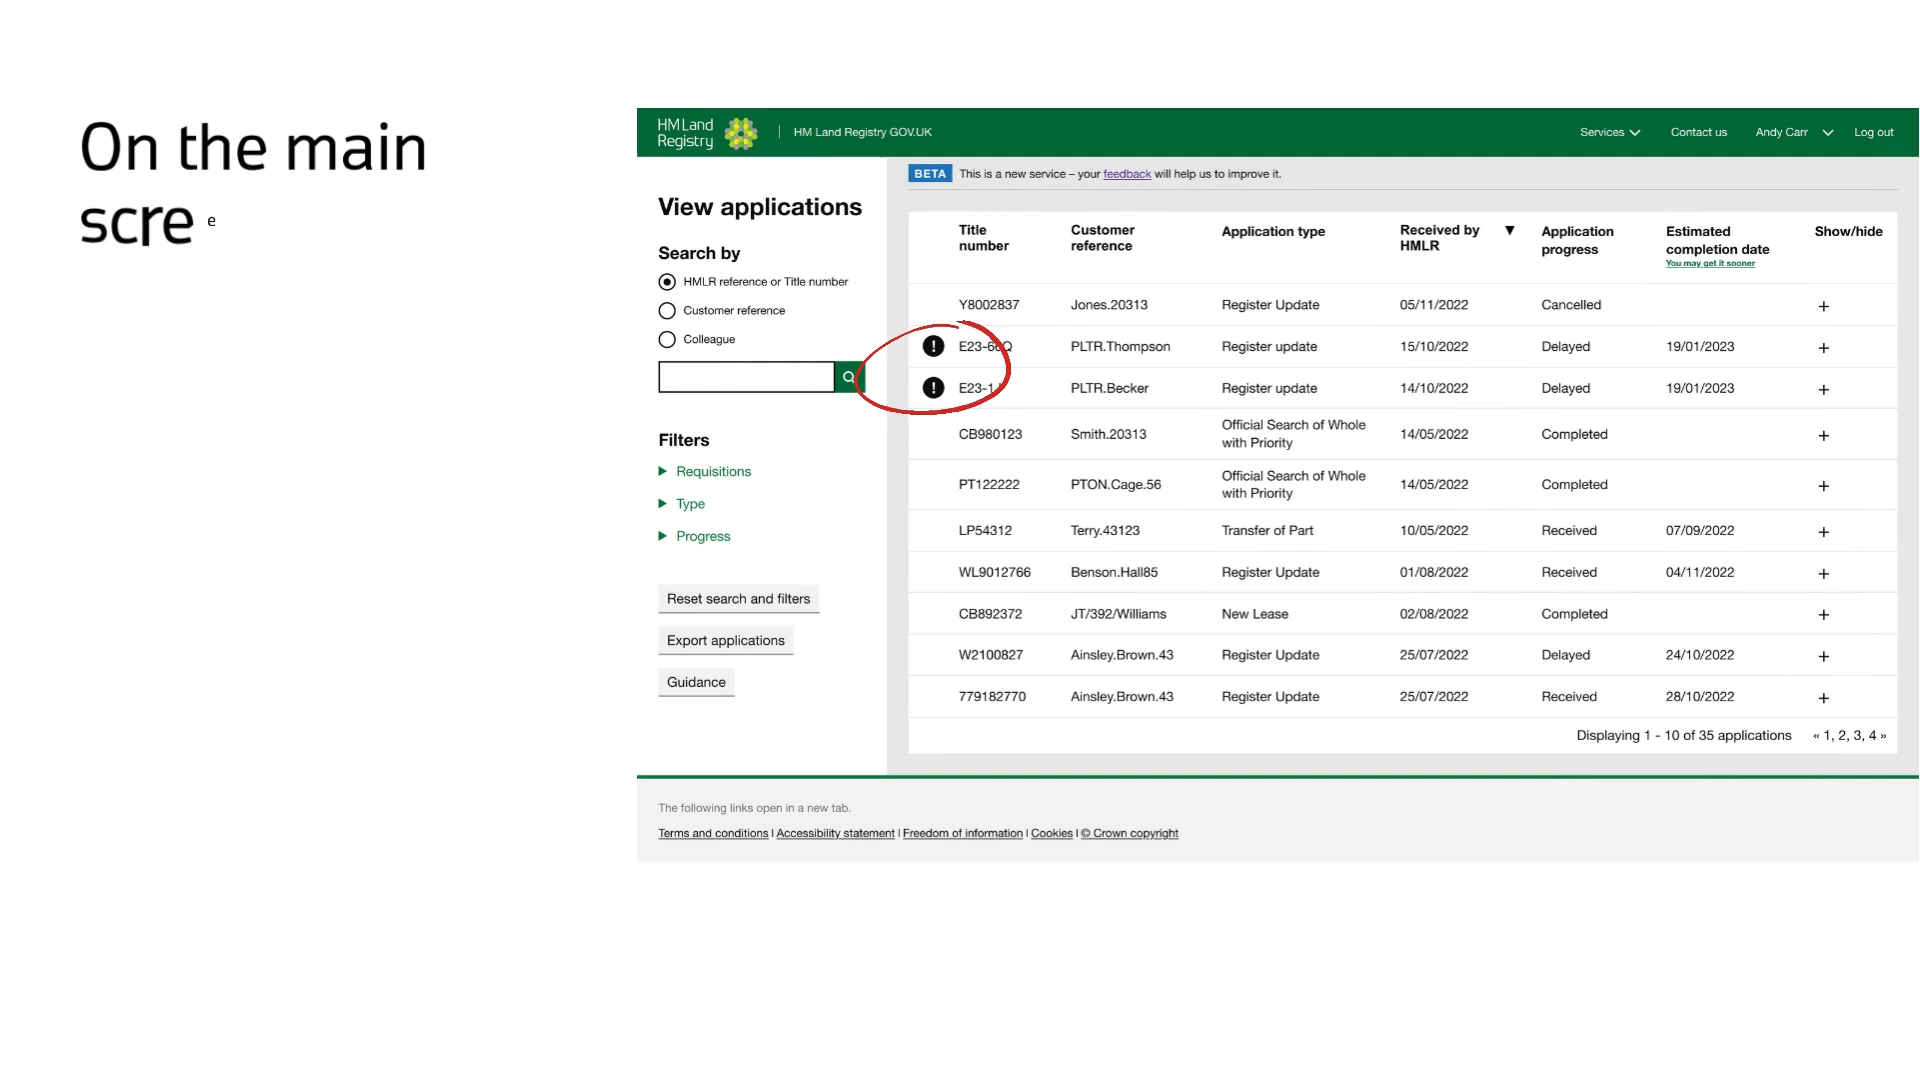 On the main
scre e
HM Land
Registry
HM Land Registry GOV.UK
Services
Contact us
Andy Carr
Log out
BETA This is a new service – your feedback will help us to improve it.
View applications
Search by
HMLR reference or Title number
Customer reference
Colleague
Filters
Requisitions
Type
Progress
Reset search and filters
Export applications
Guidance
Title number Customer reference Application type Received by HMLR ▼ Application progress Estimated completion date You may get it sooner Show/hide
Y8002837 Jones.20313 Register Update 05/11/2022 Cancelled +
! PLTR.Thompson Register update 15/10/2022 Delayed 19/01/2023 +
! PLTR.Becker Register update 14/10/2022 Delayed 19/01/2023 +
CB980123 Smith.20313 Official Search of Whole with Priority 14/05/2022 Completed +
PT122222 PTON.Cage.56 Official Search of Whole with Priority 14/05/2022 Completed +
LP54312 Terry.43123 Transfer of Part 10/05/2022 Received 07/09/2022 +
WL9012766 Benson.Hall85 Register Update 01/08/2022 Received 04/11/2022 +
CB892372 JT/392/Williams New Lease 02/08/2022 Completed +
W2100827 Ainsley.Brown.43 Register Update 25/07/2022 Delayed 24/10/2022 +
779182770 Ainsley.Brown.43 Register Update 25/07/2022 Received 28/10/2022 +
Displaying 1 - 10 of 35 applications « 1, 2, 3, 4 »
The following links open in a new tab.
Terms and conditions | Accessibility statement | Freedom of information | Cookies | © Crown copyright